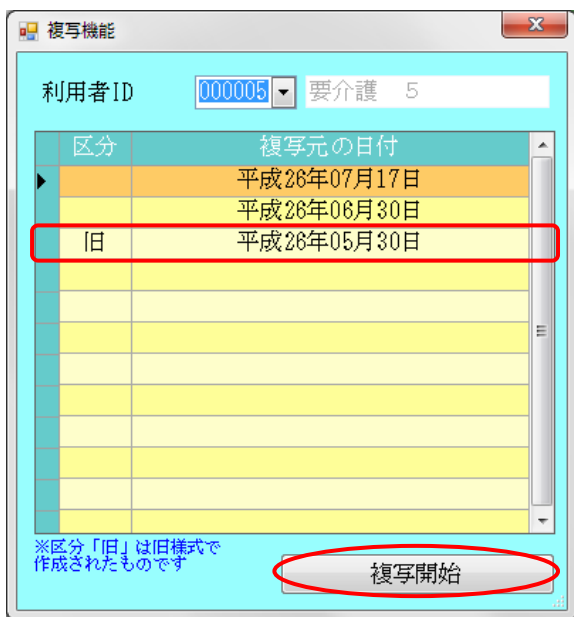 複写機能
利用者ID 000005 要介護 5
区分 複写元の日付
平成26年07月17日
平成26年06月30日
旧 平成26年05月30日
※区分「旧」は旧様式で
作成されたものです
複写開始